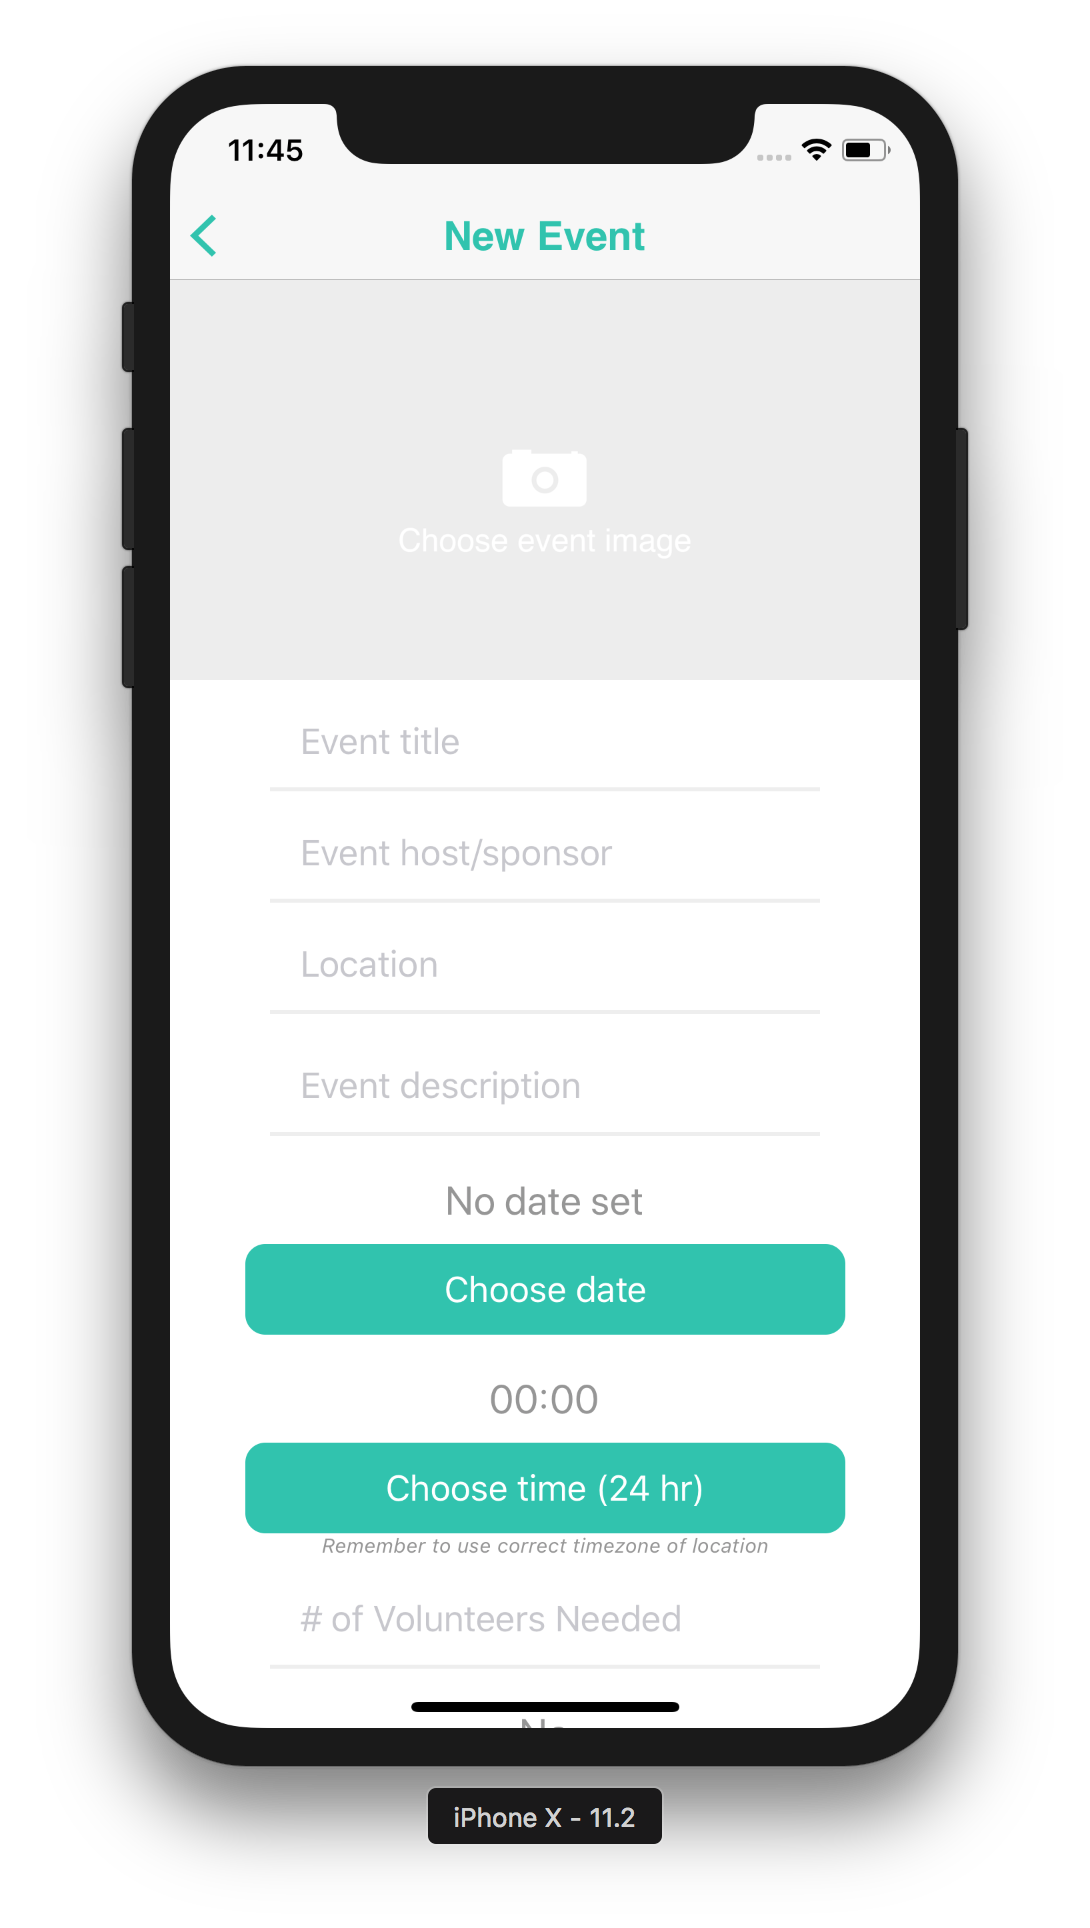 11:45
New Event
Choose event image
Event title
Event host/sponsor
Location
Event description
No date set
Choose date
00:00
Choose time (24 hr)
Remember to use correct timezone of location
# of Volunteers Needed
iPhone X - 11.2